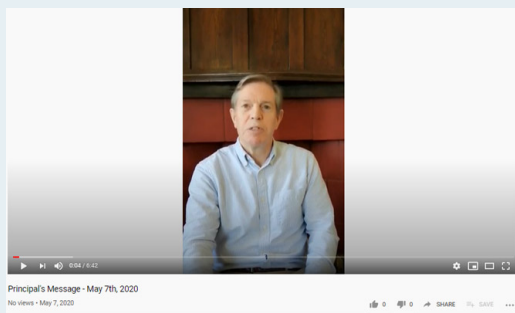 0:04 / 6:42
Principal's Message - May 7th, 2020
No views • May 7, 2020
0
0
SHARE
SAVE